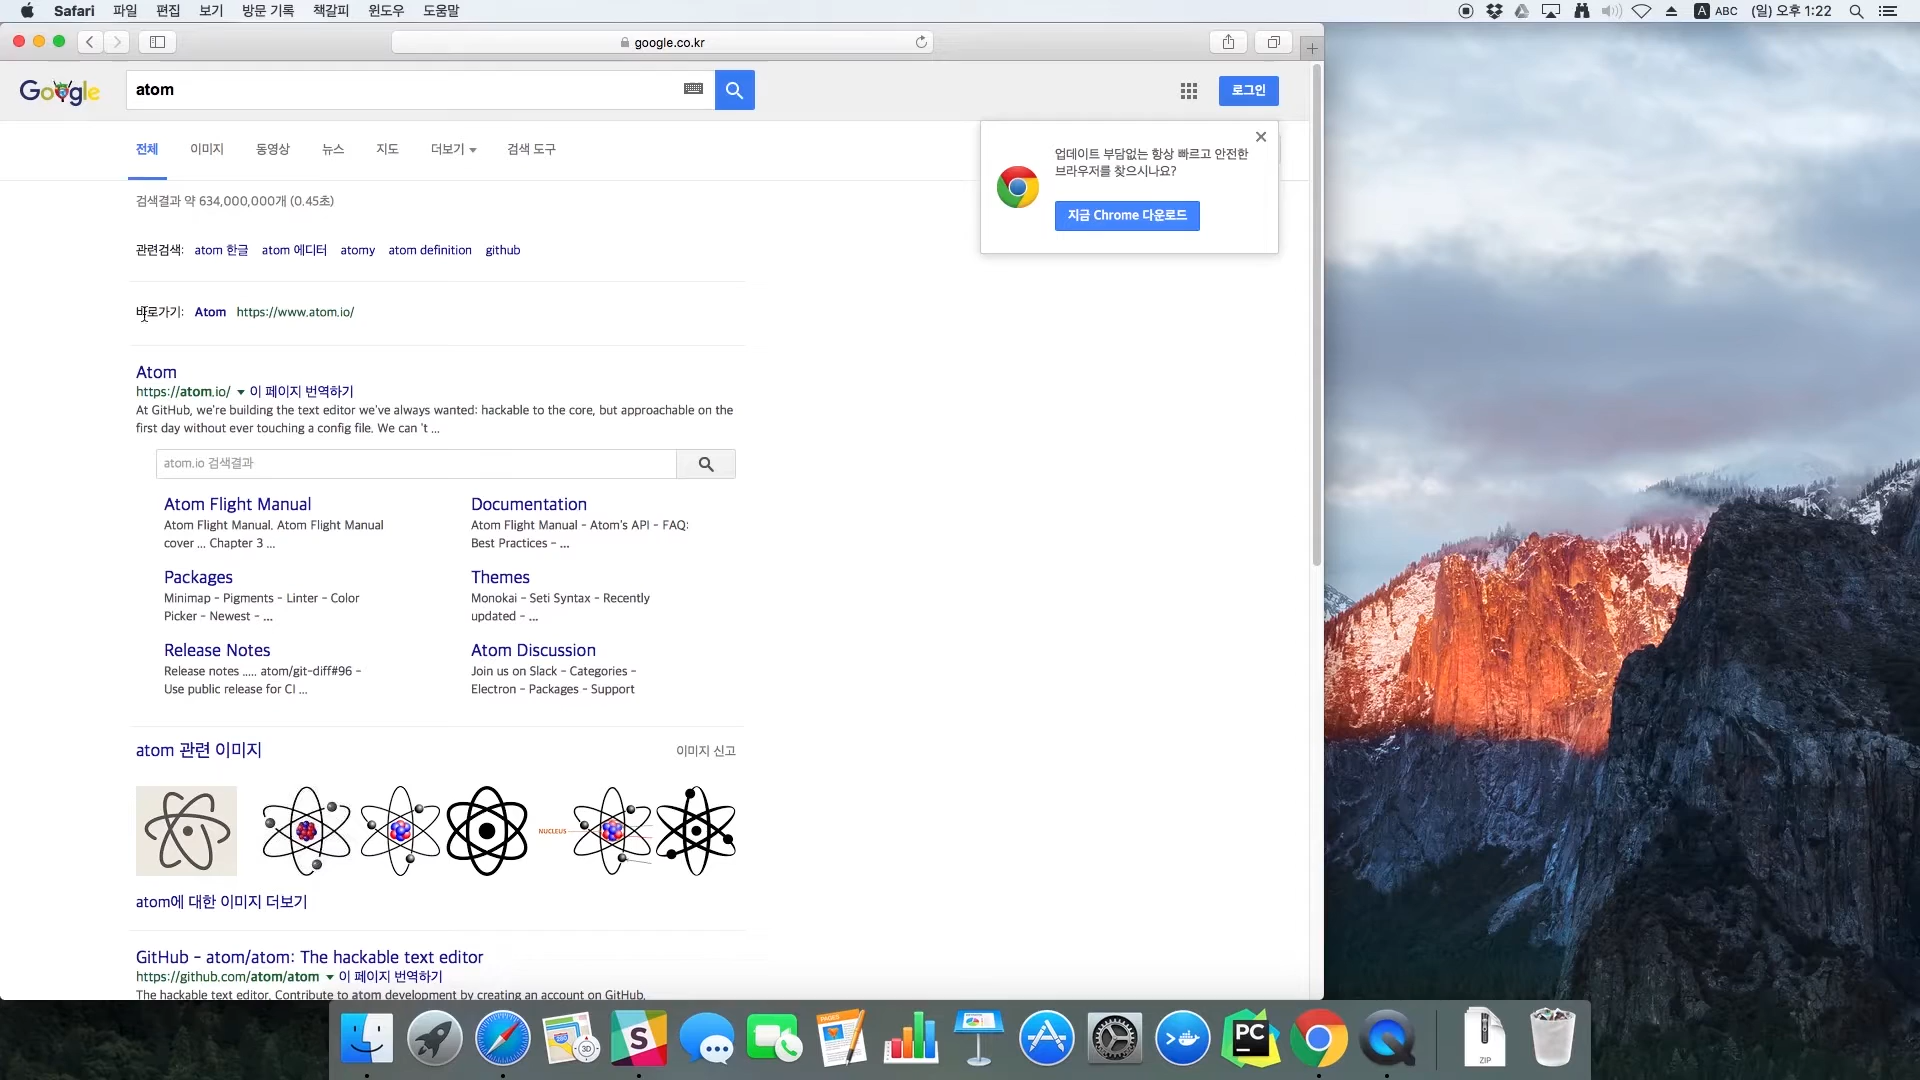 Safari 파일 편집 보기 방문 기록 책갈피 윈도우 도움말
A ABC (일) 오후 1:22
google.co.kr
Google
atom
로그인
전체 이미지 동영상 뉴스 지도 더보기 검색 도구
업데이트 부담없는 항상 빠르고 안전한
브라우저를 찾으시나요?
지금 Chrome 다운로드
검색결과 약 634,000,000개 (0.45초)
관련검색: atom 한글 atom 에디터 atomy atom definition github
바로가기: Atom https://www.atom.io/
Atom
https://atom.io/ 이 페이지 번역하기
At GitHub, we're building the text editor we've always wanted: hackable to the core, but approachable on the
first day without ever touching a config file. We can 't ...
atom.io 검색결과
Atom Flight Manual
Atom Flight Manual. Atom Flight Manual
cover ... Chapter 3 ...
Documentation
Atom Flight Manual - Atom's API - FAQ:
Best Practices - ...
Packages
Minimap - Pigments - Linter - Color
Picker - Newest - ...
Themes
Monokai - Seti Syntax - Recently
updated - ...
Release Notes
Release notes ..... atom/git-diff#96 -
Use public release for CI ...
Atom Discussion
Join us on Slack - Categories -
Electron - Packages - Support
atom 관련 이미지
이미지 신고
NUCLEUS
atom에 대한 이미지 더보기
GitHub - atom/atom: The hackable text editor
https://github.com/atom/atom 이 페이지 번역하기
The hackable text editor. Contribute to atom development by creating an account on GitHub.
3D
S
PAGES
PC
ZIP